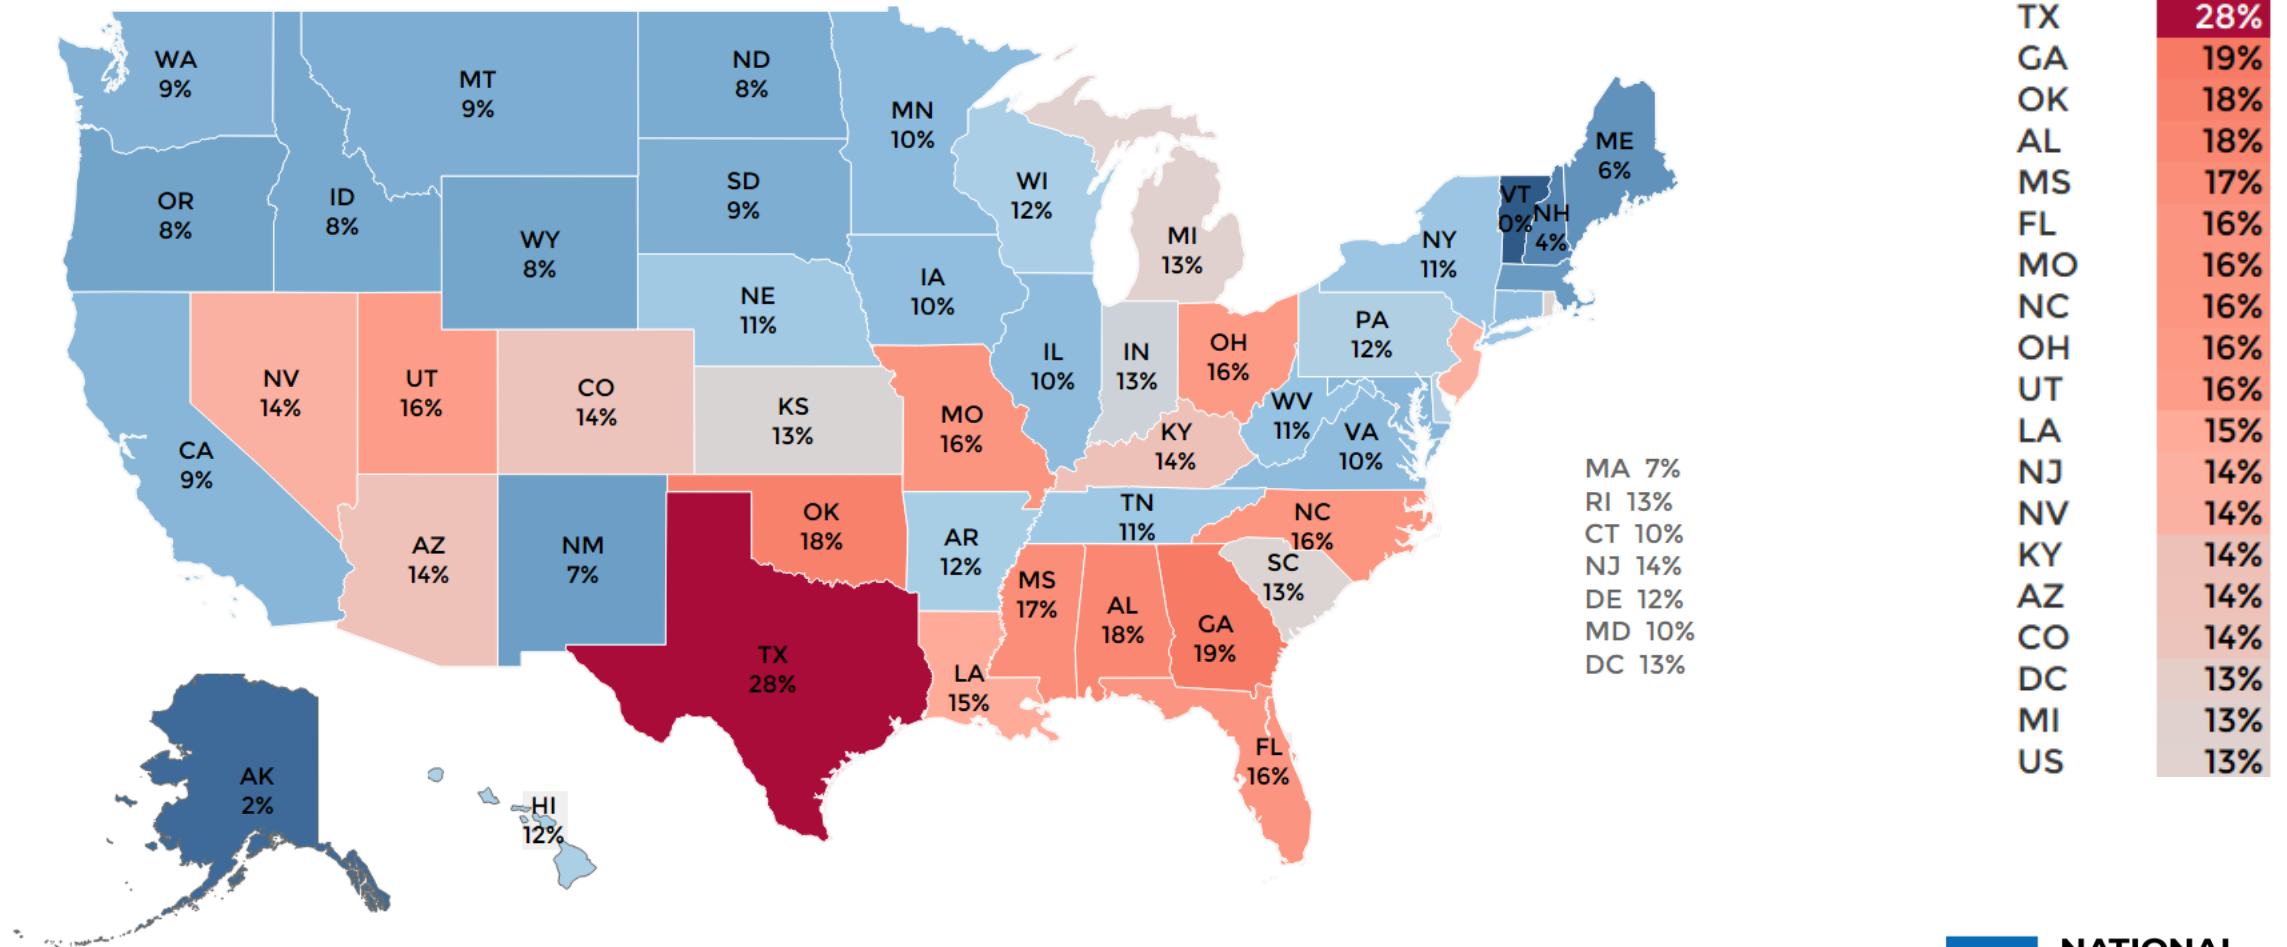 WA
9%
MT
9%
ND
8%
MN
10%
OR
8%
ID
8%
WY
8%
SD
9%
WI
12%
MI
13%
NY
11%
VT
0%
NH
4%
ME
6%
NE
11%
IA
10%
PA
12%
NV
14%
UT
16%
CO
14%
KS
13%
MO
16%
IL
10%
IN
13%
OH
16%
WV
11%
VA
10%
KY
14%
CA
9%
AZ
14%
NM
7%
OK
18%
AR
12%
TN
11%
NC
16%
SC
13%
MS
17%
AL
18%
GA
19%
TX
28%
LA
15%
FL
16%
AK
2%
HI
12%
MA 7%
RI 13%
CT 10%
NJ 14%
DE 12%
MD 10%
DC 13%
TX 28%
GA 19%
OK 18%
AL 18%
MS 17%
FL 16%
MO 16%
NC 16%
OH 16%
UT 16%
LA 15%
NJ 14%
NV 14%
KY 14%
AZ 14%
CO 14%
DC 13%
MI 13%
US 13%
NATIONAL